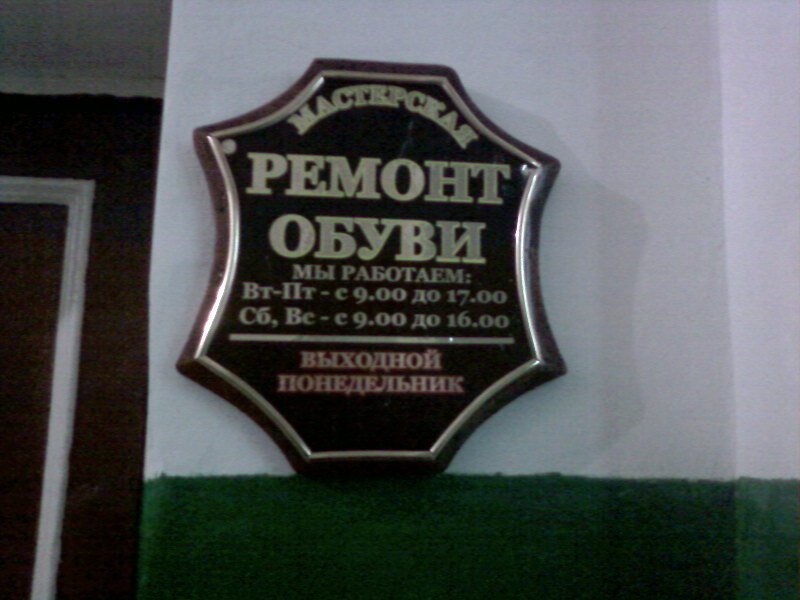 МАСТЕРСКАЯ
РЕМОНТ
ОБУВИ
МЫ РАБОТАЕМ:
Вт-Пт - с 9.00 до 17.00
Сб, Вс - с 9.00 до 16.00
ВЫХОДНОЙ
ПОНЕДЕЛЬНИК